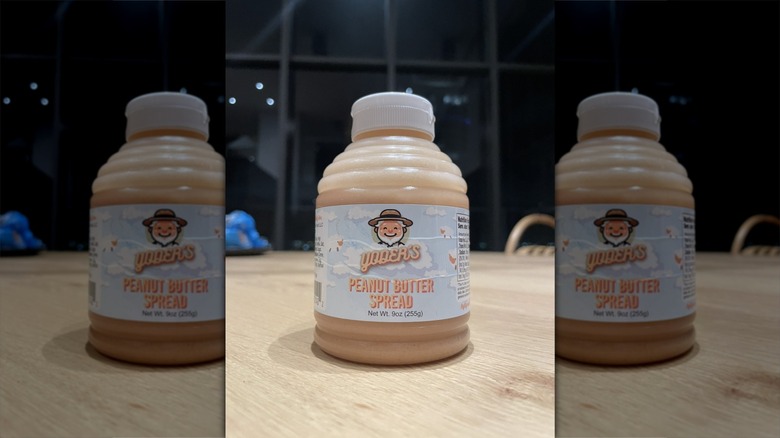 YODER'S
PEANUT BUTTER
SPREAD
Net Wt. 9oz (255g)
YODER'S
PEANUT BUTTER
SPREAD
Net Wt. 9oz (255g)
YODER'S
PEANUT BUTTER
SPREAD
Net Wt. 9oz (255g)